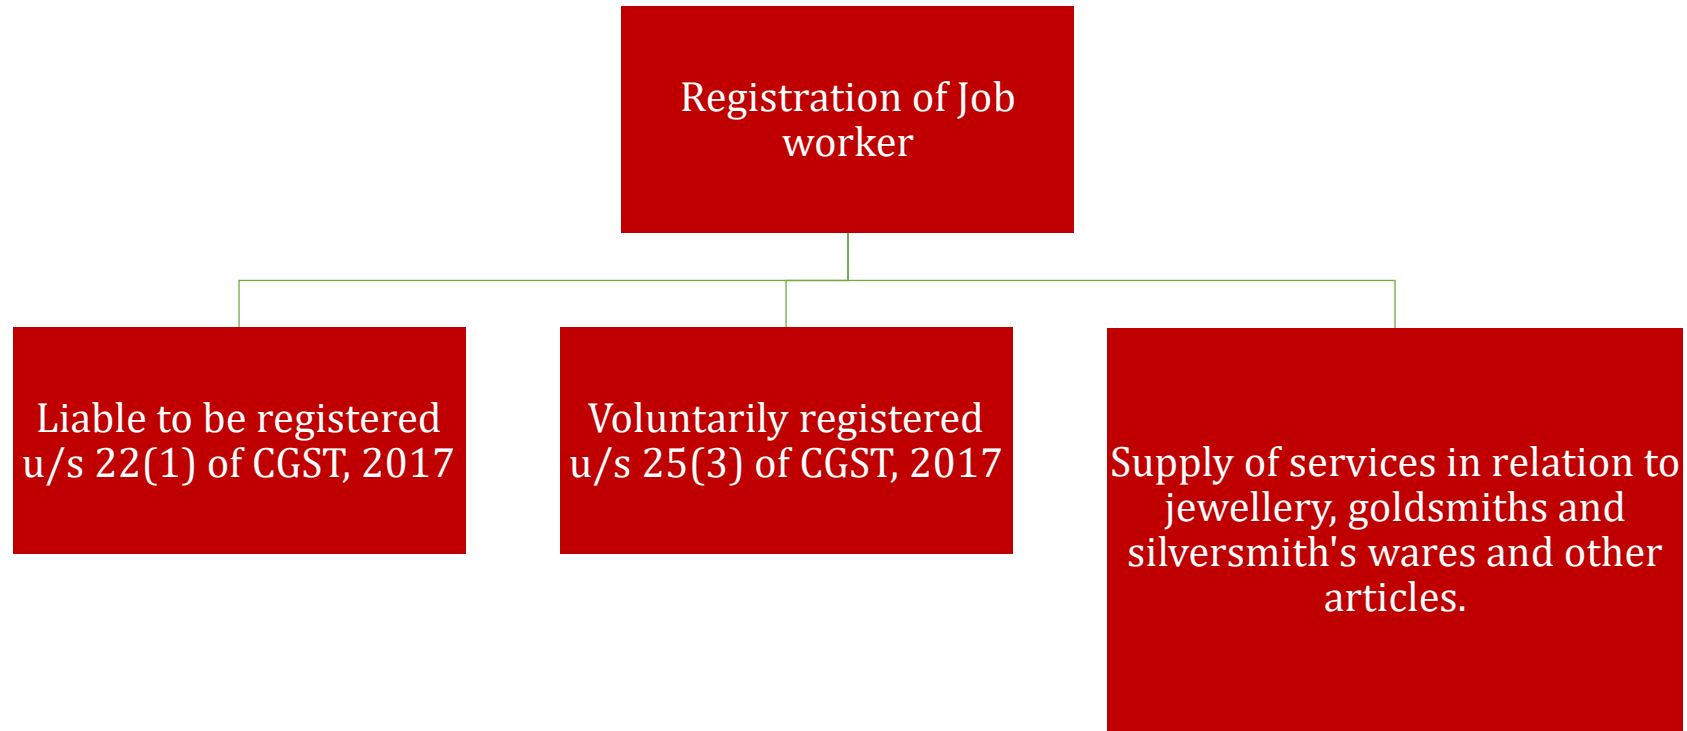 Registration of Job
worker
Liable to be registered
u/s 22(1) of CGST, 2017
Voluntarily registered
u/s 25(3) of CGST, 2017
Supply of services in relation to
jewellery, goldsmiths and
silversmith's wares and other
articles.